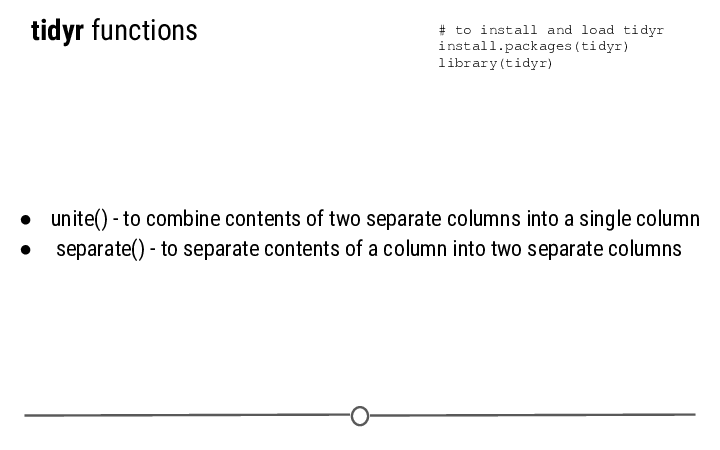 tidyr functions
# to install and load tidyr
install.packages(tidyr)
library(tidyr)
● unite() - to combine contents of two separate columns into a single column
● separate() - to separate contents of a column into two separate columns